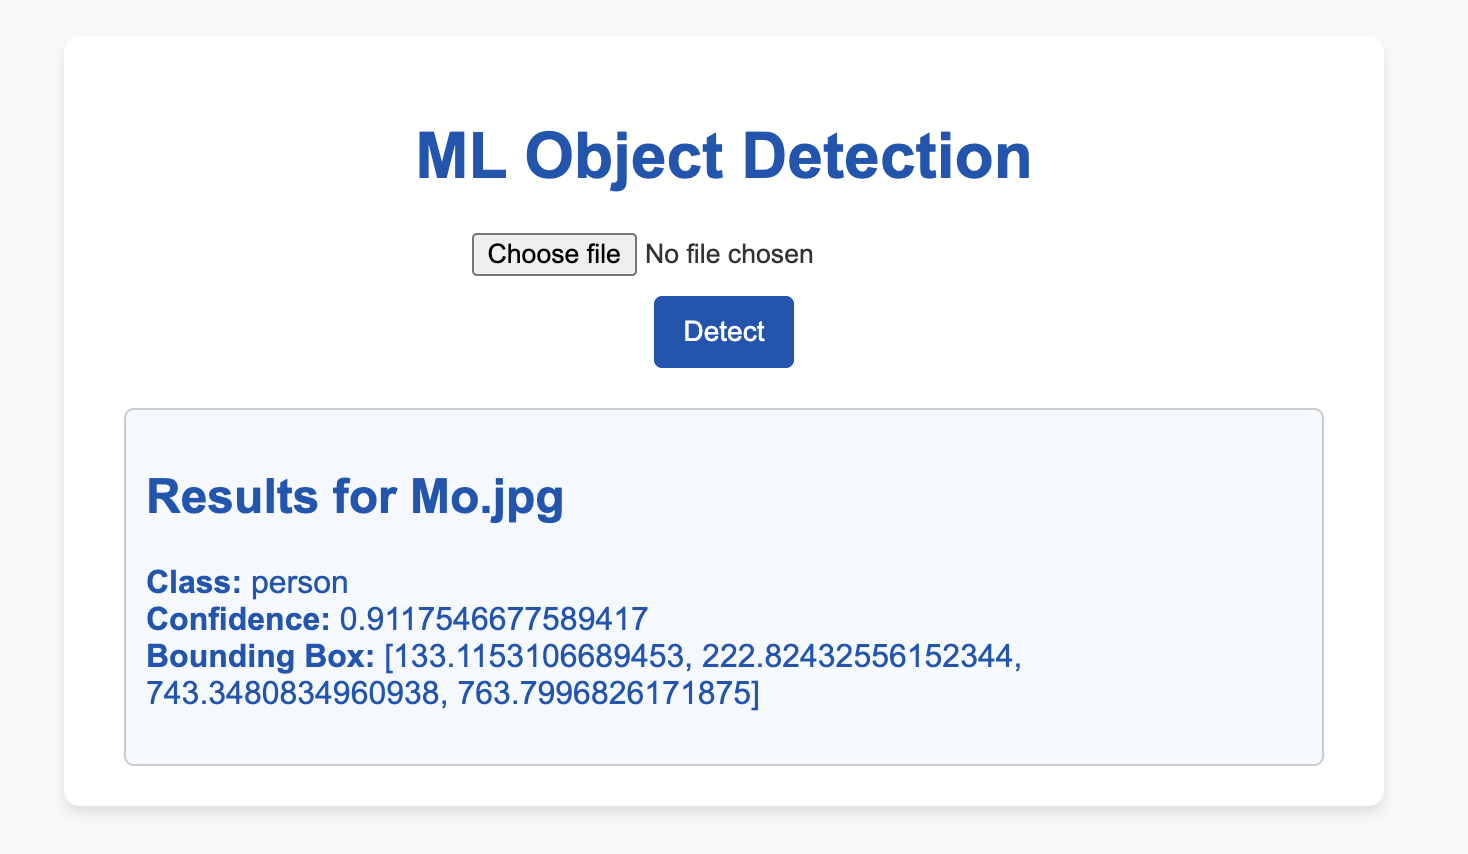 ML Object Detection
Choose file No file chosen
Detect
Results for Mo.jpg
Class: person
Confidence: 0.9117546677589417
Bounding Box: [133.1153106689453, 222.82432556152344,
743.3480834960938, 763.7996826171875]